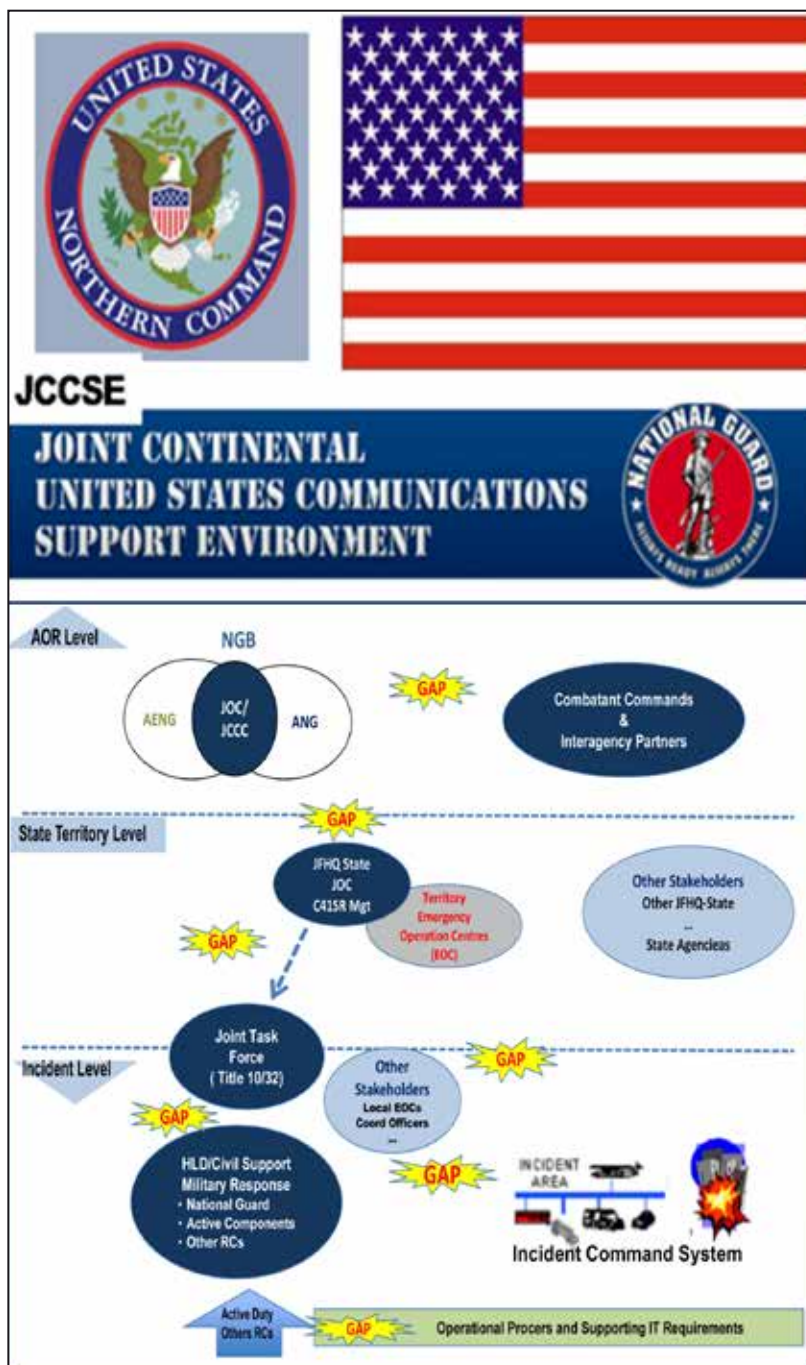 UNITED STATES
NORTHERN COMMAND
JCCSE
JOINT CONTINENTAL
UNITED STATES COMMUNICATIONS
SUPPORT ENVIRONMENT
NATIONAL GUARD
ALWAYS READY ALWAYS THERE
AOR Level
NGB
AENG
JOC/
JCCC
ANG
GAP
Combatant Commands
&
Interagency Partners
State Territory Level
GAP
JFHQ State
JOC
C41SR Mgt
Territory
Emergency
Operation Centres
(EOC)
Other Stakeholders
Other JFHQ-State
...
State Agencieas
GAP
Joint Task
Force
( Title 10/32)
Incident Level
Other
Stakeholders
Local EOCs
Coord Officers
...
GAP
GAP
HLD/Civil Support
Military Response
• National Guard
• Active Components
• Other RCs
GAP
INCIDENT
AREA
Incident Command System
Active Duty
Others RCs
GAP
Operational Procers and Supporting IT Requirements